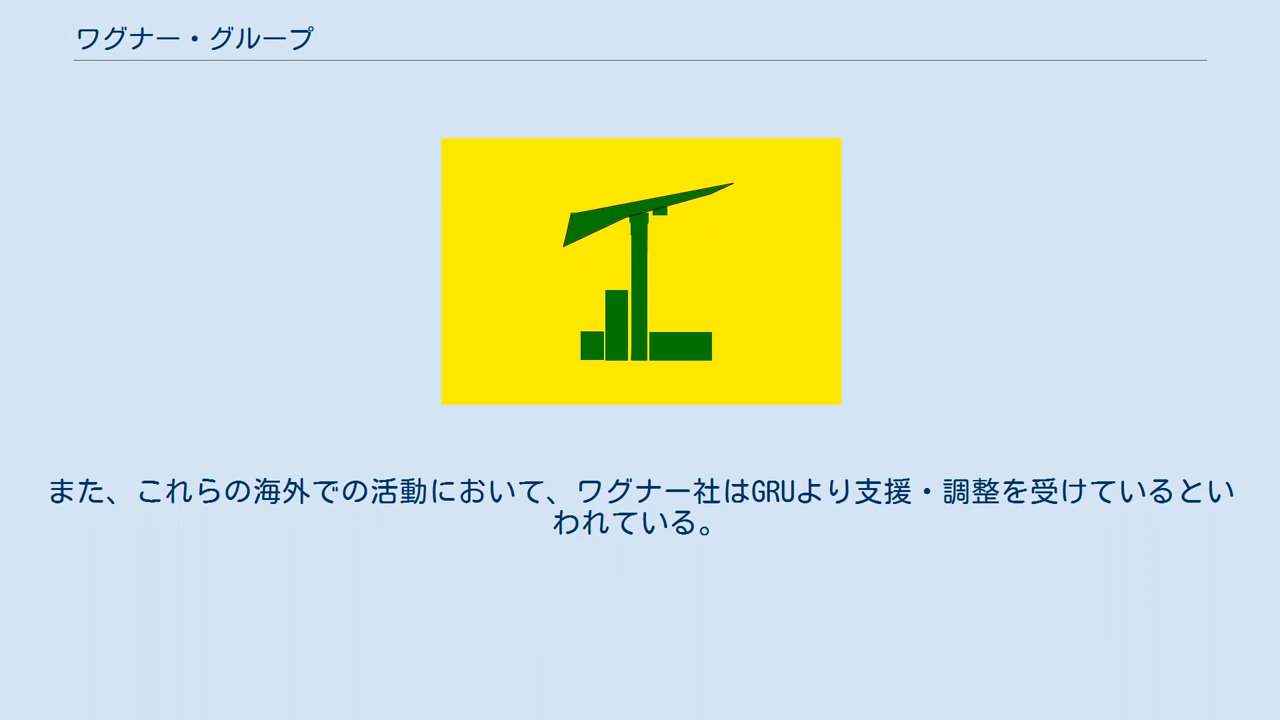 ワグナー・グループ
また、これらの海外での活動において、ワグナー社はGRUより支援・調整を受けているとい
われている。